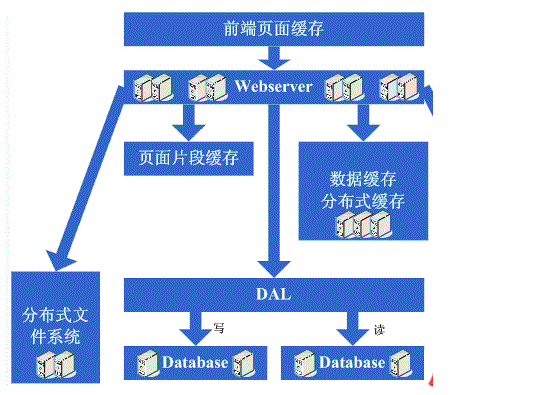 前端页面缓存
Webserver
页面片段缓存
数据缓存
分布式缓存
DAL
分布式文
件系统
写
读
Database
Database